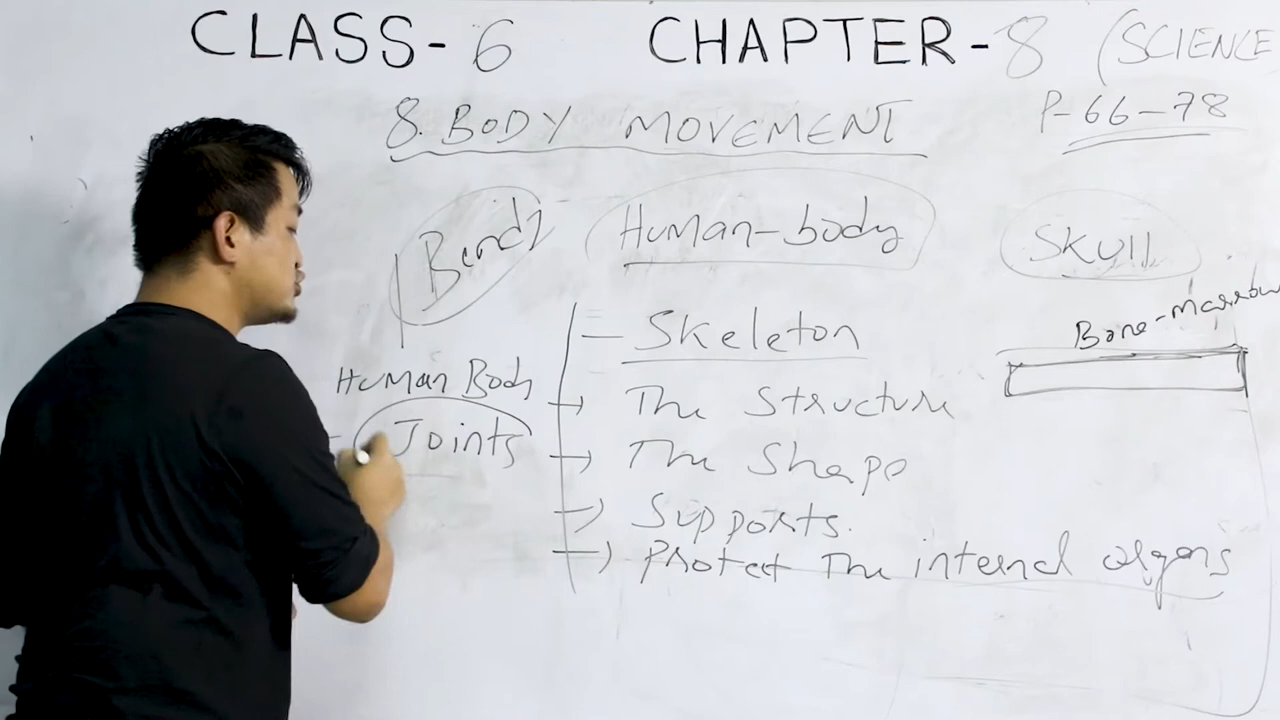 CLASS-6 CHAPTER-8 (SCIENCE
8. BODY MOVEMENT P-66-78
Bend Human-body SKull
Bone-marrow
Skeleton
Human Body
The Structure
Joints
The Shape
Supports.
Protect The internal organs